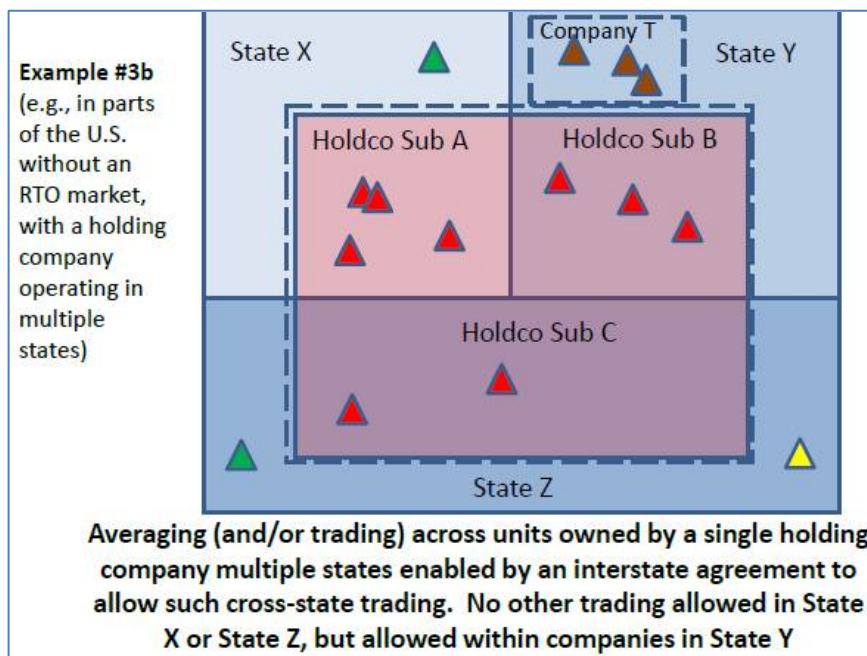 Example #3b
(e.g., in parts
of the U.S.
without an
RTO market,
with a holding
company
operating in
multiple
states)
State X
Company T
State Y
Holdco Sub A
Holdco Sub B
Holdco Sub C
State Z
Averaging (and/or trading) across units owned by a single holding
company multiple states enabled by an interstate agreement to
allow such cross-state trading.  No other trading allowed in State
X or State Z, but allowed within companies in State Y